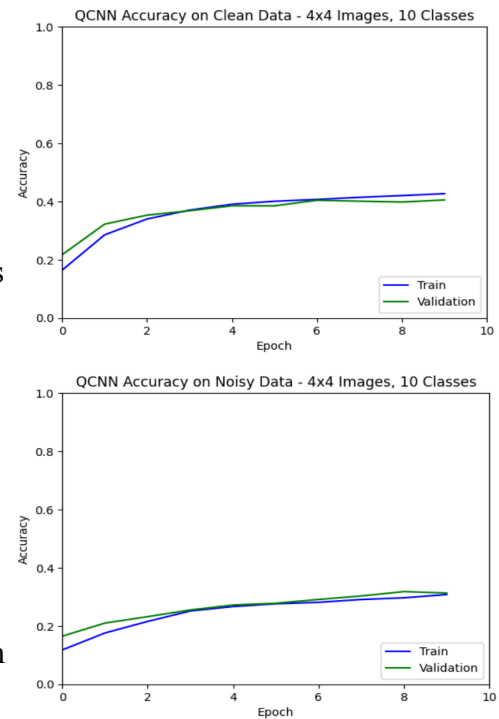 QCNN Accuracy on Clean Data - 4x4 Images, 10 Classes
1.0
0.8
0.6
0.4
0.2
0.0
Accuracy
0 2 4 6 8 10
Epoch
Train
Validation
s
QCNN Accuracy on Noisy Data - 4x4 Images, 10 Classes
1.0
0.8
0.6
0.4
0.2
0.0
Accuracy
0 2 4 6 8 10
Epoch
Train
Validation